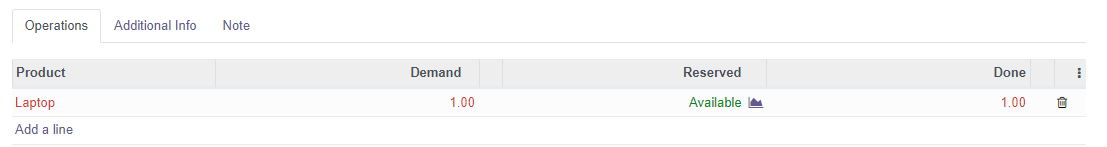 Operations Additional Info Note
Product Demand Reserved Done
Laptop 1.00 Available 1.00
Add a line